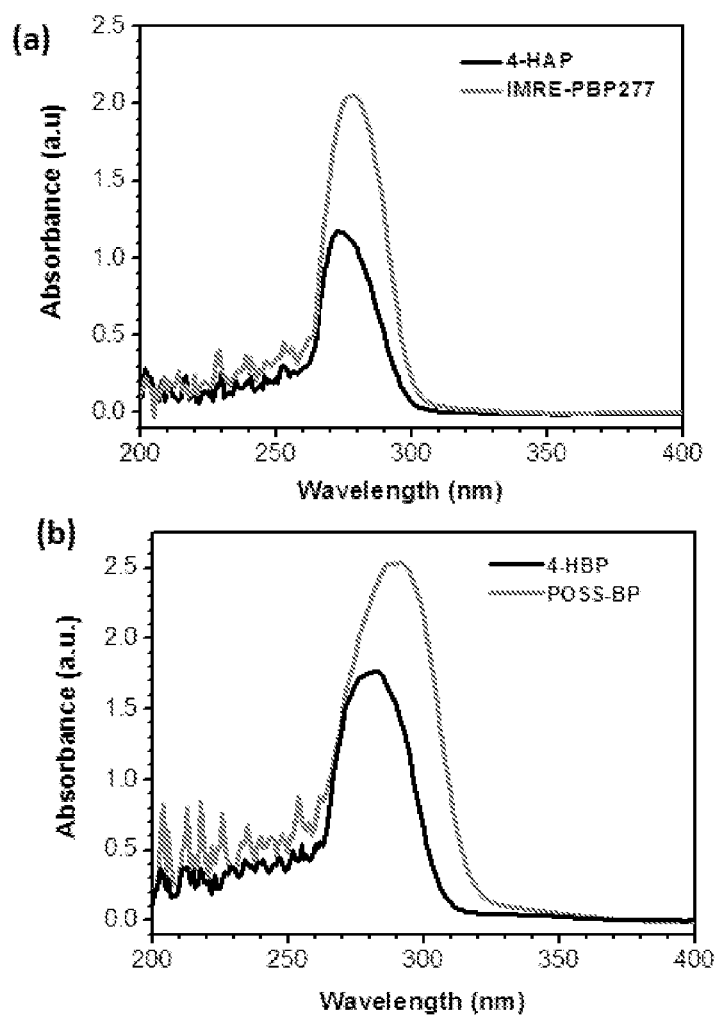 (a)
2.5
4-HAP
IMRE-PBP277
2.0
1.5
1.0
0.5
0.0
Absorbance (a.u)
200
250
300
350
400
Wavelength (nm)
(b)
2.5
4-HBP
POSS-BP
2.0
1.5
1.0
0.5
0.0
Absorbance (a.u.)
200
250
300
350
400
Wavelength (nm)